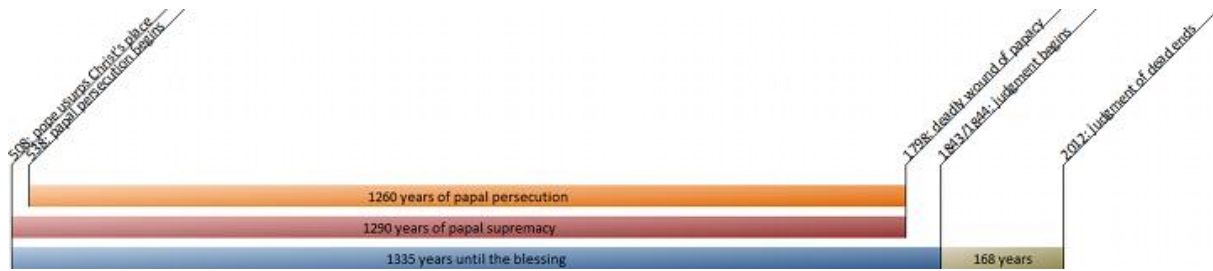 508: pope usurps Christ's place
538: papal persecution begins
1798: deadly wound of papacy
1843/1844: judgment begins
2012: judgment of dead ends
1260 years of papal persecution
1290 years of papal supremacy
1335 years until the blessing
168 years